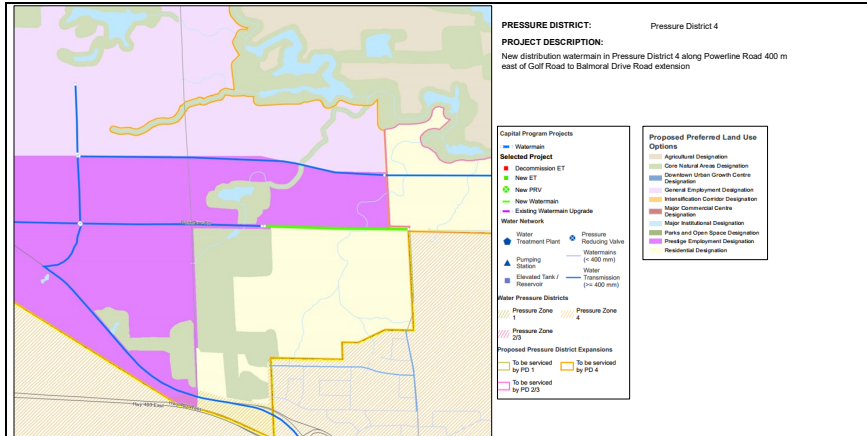 PRESSURE DISTRICT: Pressure District 4
PROJECT DESCRIPTION:
New distribution watermain in Pressure District 4 along Powerline Road 400 m
east of Golf Road to Balmoral Drive Road extension
Capital Program Projects
Watermain
Selected Project
Decommission ET
New ET
New PRV
New Watermain
Existing Watermain Upgrade
Water Network
Water
Treatment Plant
Pressure
Reducing Valve
Pumping
Station
Watermains
(< 400 mm)
Elevated Tank /
Reservoir
Water
Transmission
(>= 400 mm)
Water Pressure Districts
Pressure Zone
1
Pressure Zone
4
Pressure Zone
2/3
Proposed Pressure District Expansions
To be serviced
by PD 1
To be serviced
by PD 4
To be serviced
by PD 2/3
Proposed Preferred Land Use
Options
Agricultural Designation
Core Natural Areas Designation
Downtown Urban Growth Centre
Designation
General Employment Designation
Intensification Corridor Designation
Major Commercial Centre
Designation
Major Institutional Designation
Parks and Open Space Designation
Prestige Employment Designation
Residential Designation
Hwy 403 East